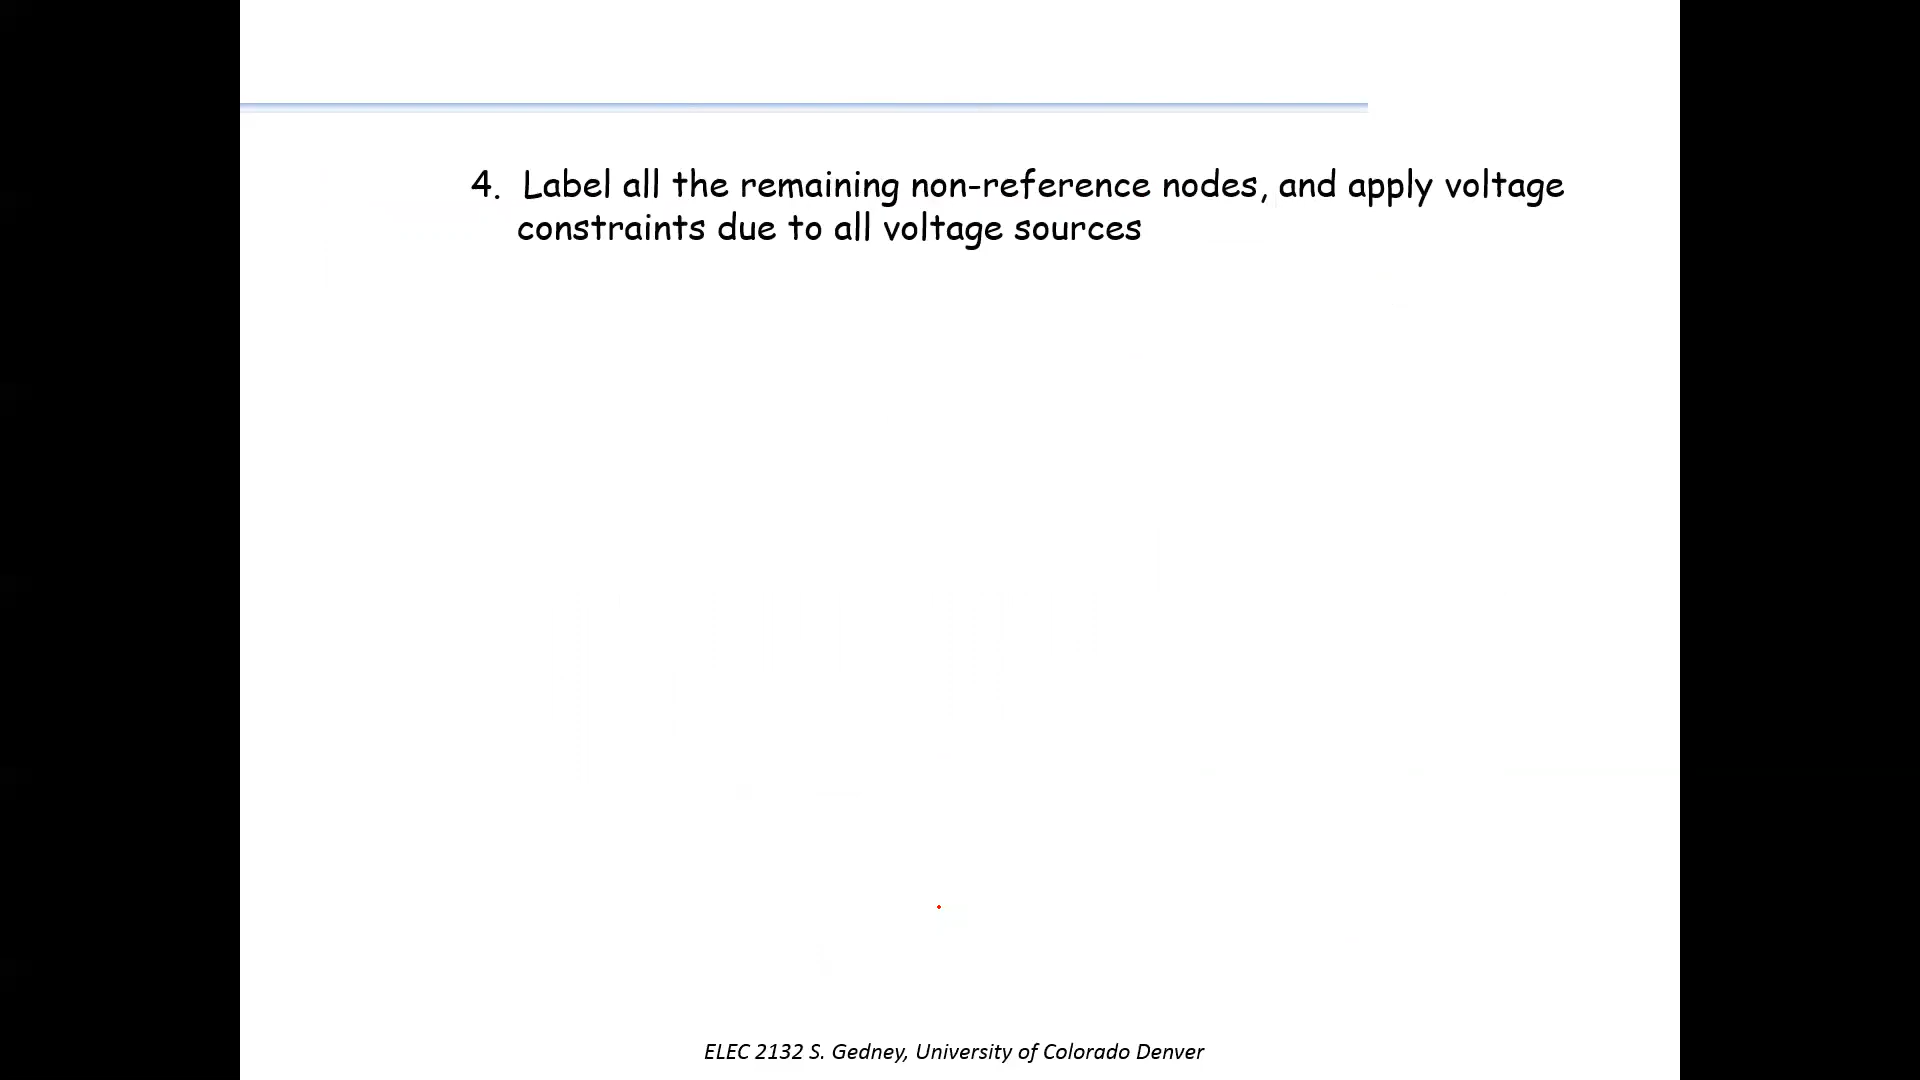 4. Label all the remaining non-reference nodes, and apply voltage
constraints due to all voltage sources
ELEC 2132 S. Gedney, University of Colorado Denver